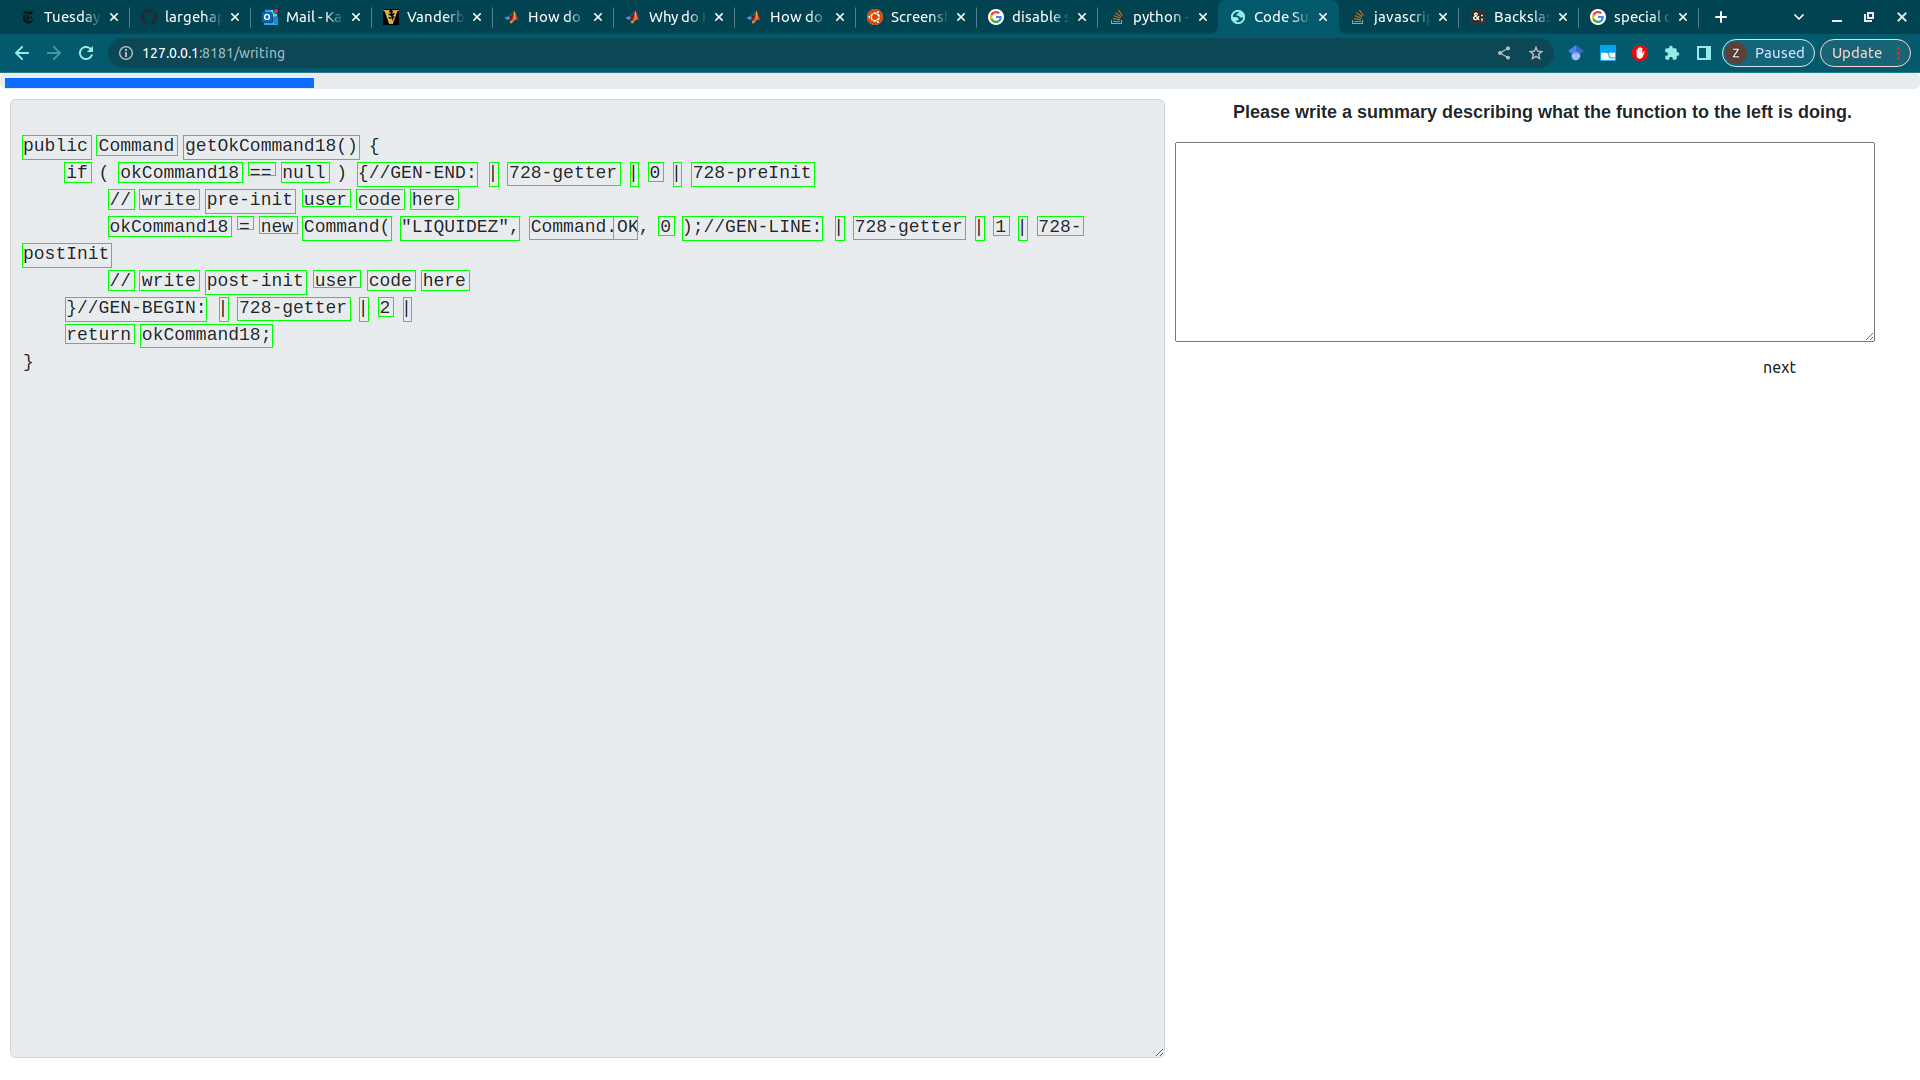 Tuesday largehap Mail - Ka Vanderb How do Why do How do Screens disable s python - Code Su javascrip Backslas special c
127.0.0.1:8181/writing Z Paused Update
Please write a summary describing what the function to the left is doing.
public Command getOkCommand18() {
if ( okCommand18 == null ) {//GEN-END: | 728-getter | 0 | 728-preInit
// write pre-init user code here
okCommand18 = new Command( "LIQUIDEZ", Command.OK, 0 );//GEN-LINE: | 728-getter | 1 | 728-
postInit
// write post-init user code here
}//GEN-BEGIN: | 728-getter | 2 |
return okCommand18;
}
next